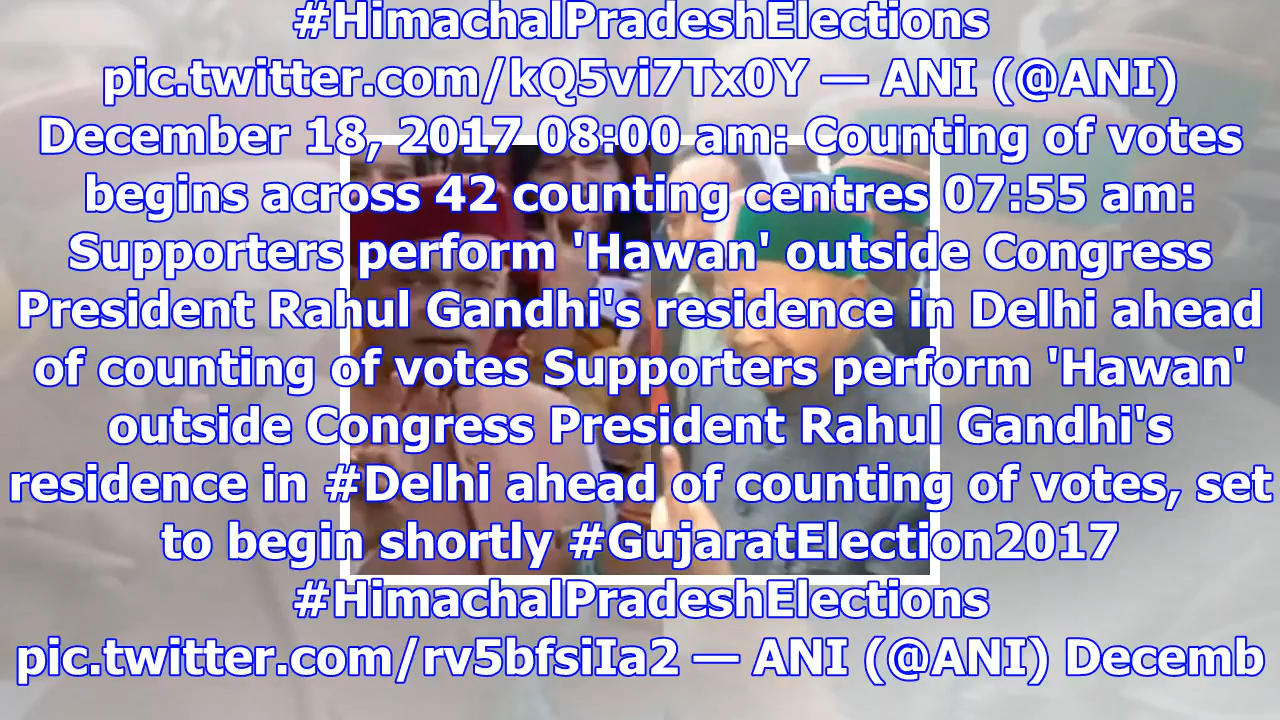 #HimachalPradeshElections
pic.twitter.com/kQ5vi7Tx0Y — ANI (@ANI)
December 18, 2017 08:00 am: Counting of votes
begins across 42 counting centres 07:55 am:
Supporters perform 'Hawan' outside Congress
President Rahul Gandhi's residence in Delhi ahead
of counting of votes Supporters perform 'Hawan'
outside Congress President Rahul Gandhi's
residence in #Delhi ahead of counting of votes, set
to begin shortly #GujaratElection2017
#HimachalPradeshElections
pic.twitter.com/rv5bfsiIa2 — ANI (@ANI) Decemb